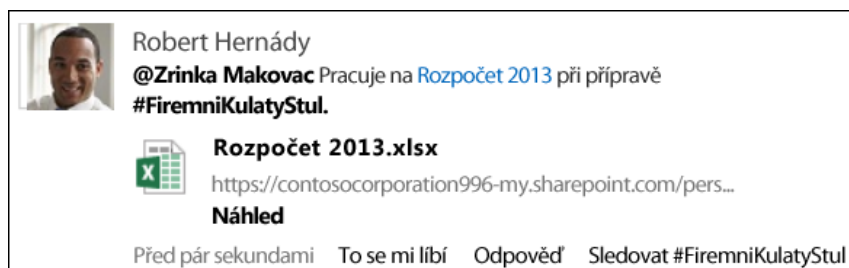 Robert Hernády
@Zrinka Makovac Pracuje na Rozpočet 2013 při přípravě
#FiremniKulatyStul.
Rozpočet 2013.xlsx
https://contosocorporation996-my.sharepoint.com/pers...
Náhled
Před pár sekundami To se mi líbí Odpověď Sledovat #FiremniKulatyStul